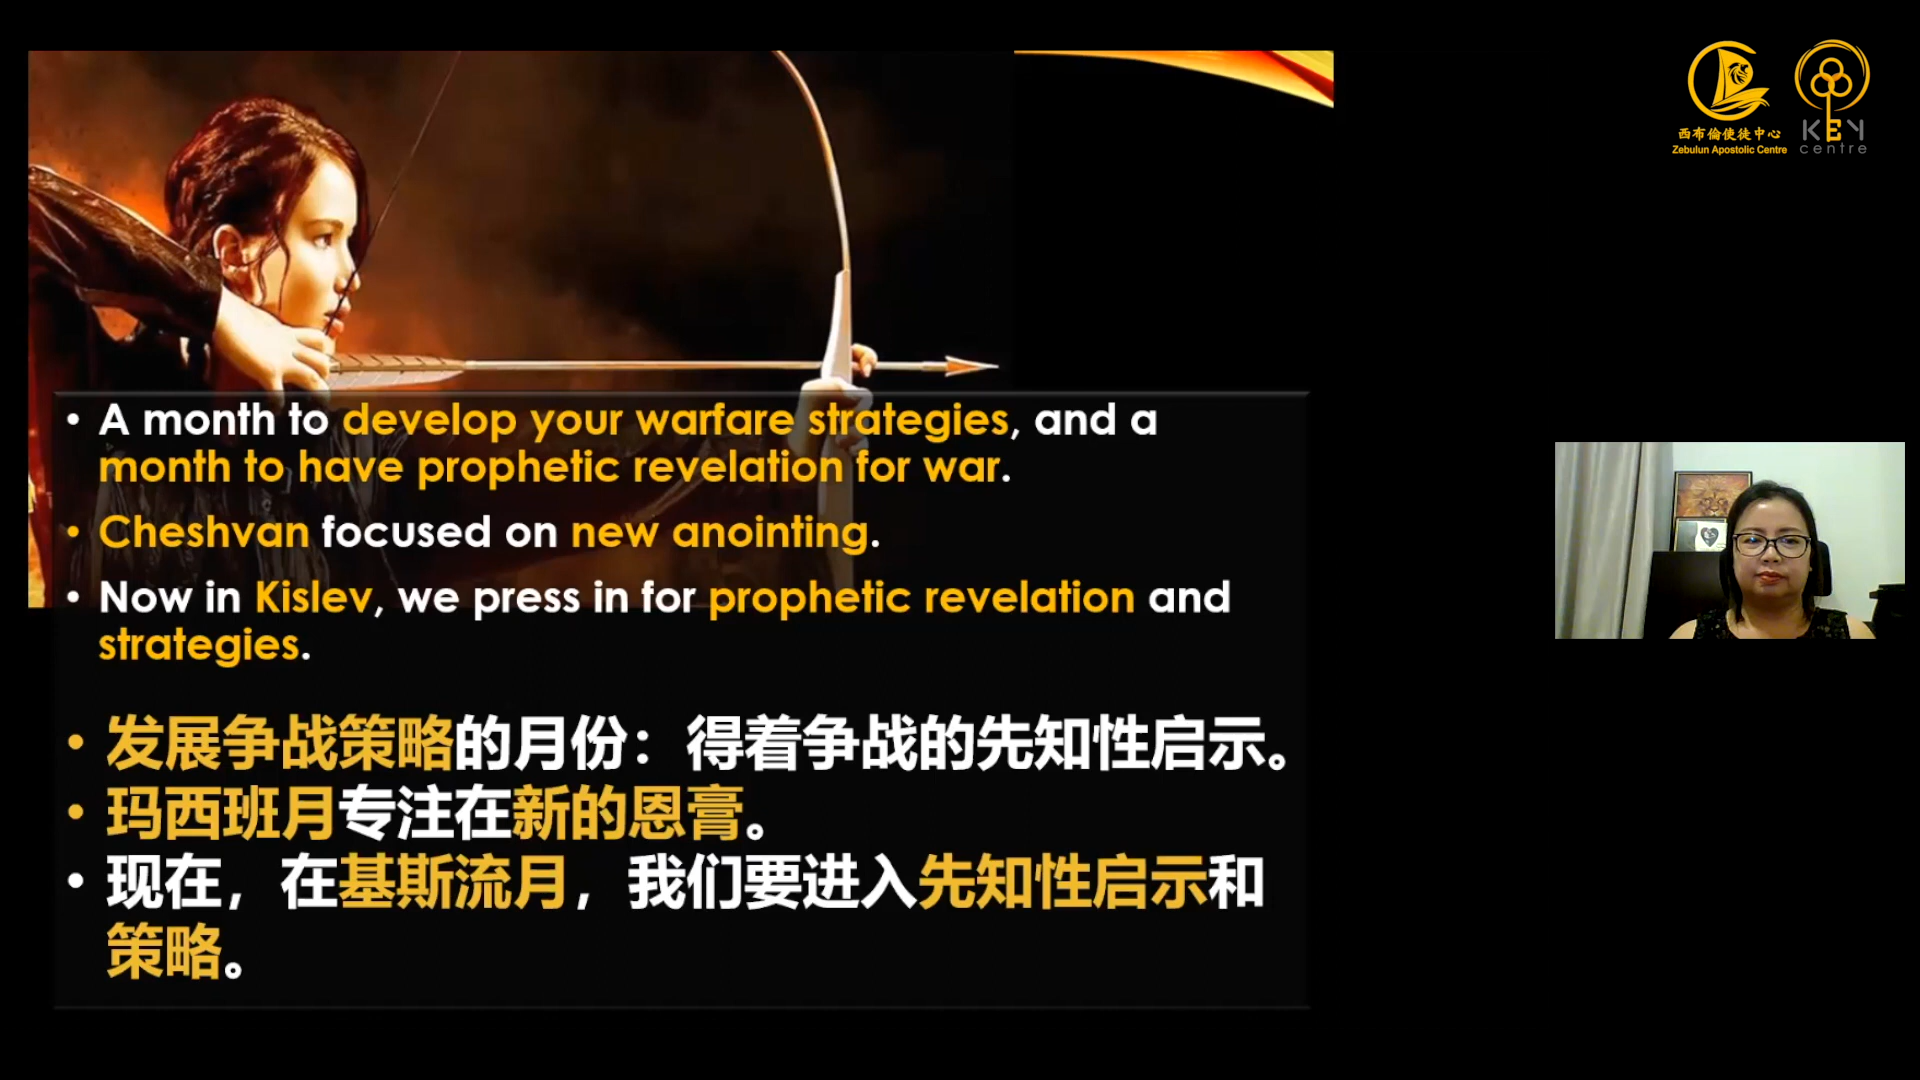 • A month to develop your warfare strategies, and a
month to have prophetic revelation for war.
• Cheshvan focused on new anointing.
• Now in Kislev, we press in for prophetic revelation and
strategies.
• 发展争战策略的月份：得着争战的先知性启示。
• 玛西班月专注在新的恩膏。
• 现在，在基斯流月，我们要进入先知性启示和
策略。
西布倫使徒中心
Zebulun Apostolic Centre
KEY
centre